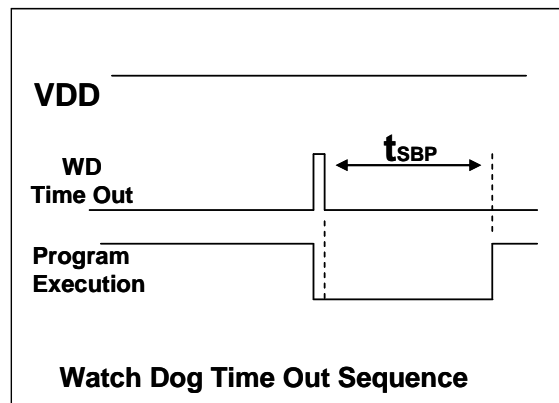 VDD
tSBP
WD
Time Out
Program
Execution
Watch Dog Time Out Sequence